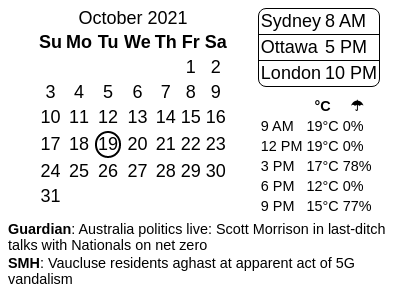 October 2021
Su Mo Tu We Th Fr Sa
1 2
3 4 5 6 7 8 9
10 11 12 13 14 15 16
17 18 19 20 21 22 23
24 25 26 27 28 29 30
31
Sydney 8 AM
Ottawa 5 PM
London 10 PM
°C ☂
9 AM 19°C 0%
12 PM 19°C 0%
3 PM 17°C 78%
6 PM 12°C 0%
9 PM 15°C 77%
Guardian: Australia politics live: Scott Morrison in last-ditch
talks with Nationals on net zero
SMH: Vaucluse residents aghast at apparent act of 5G
vandalism